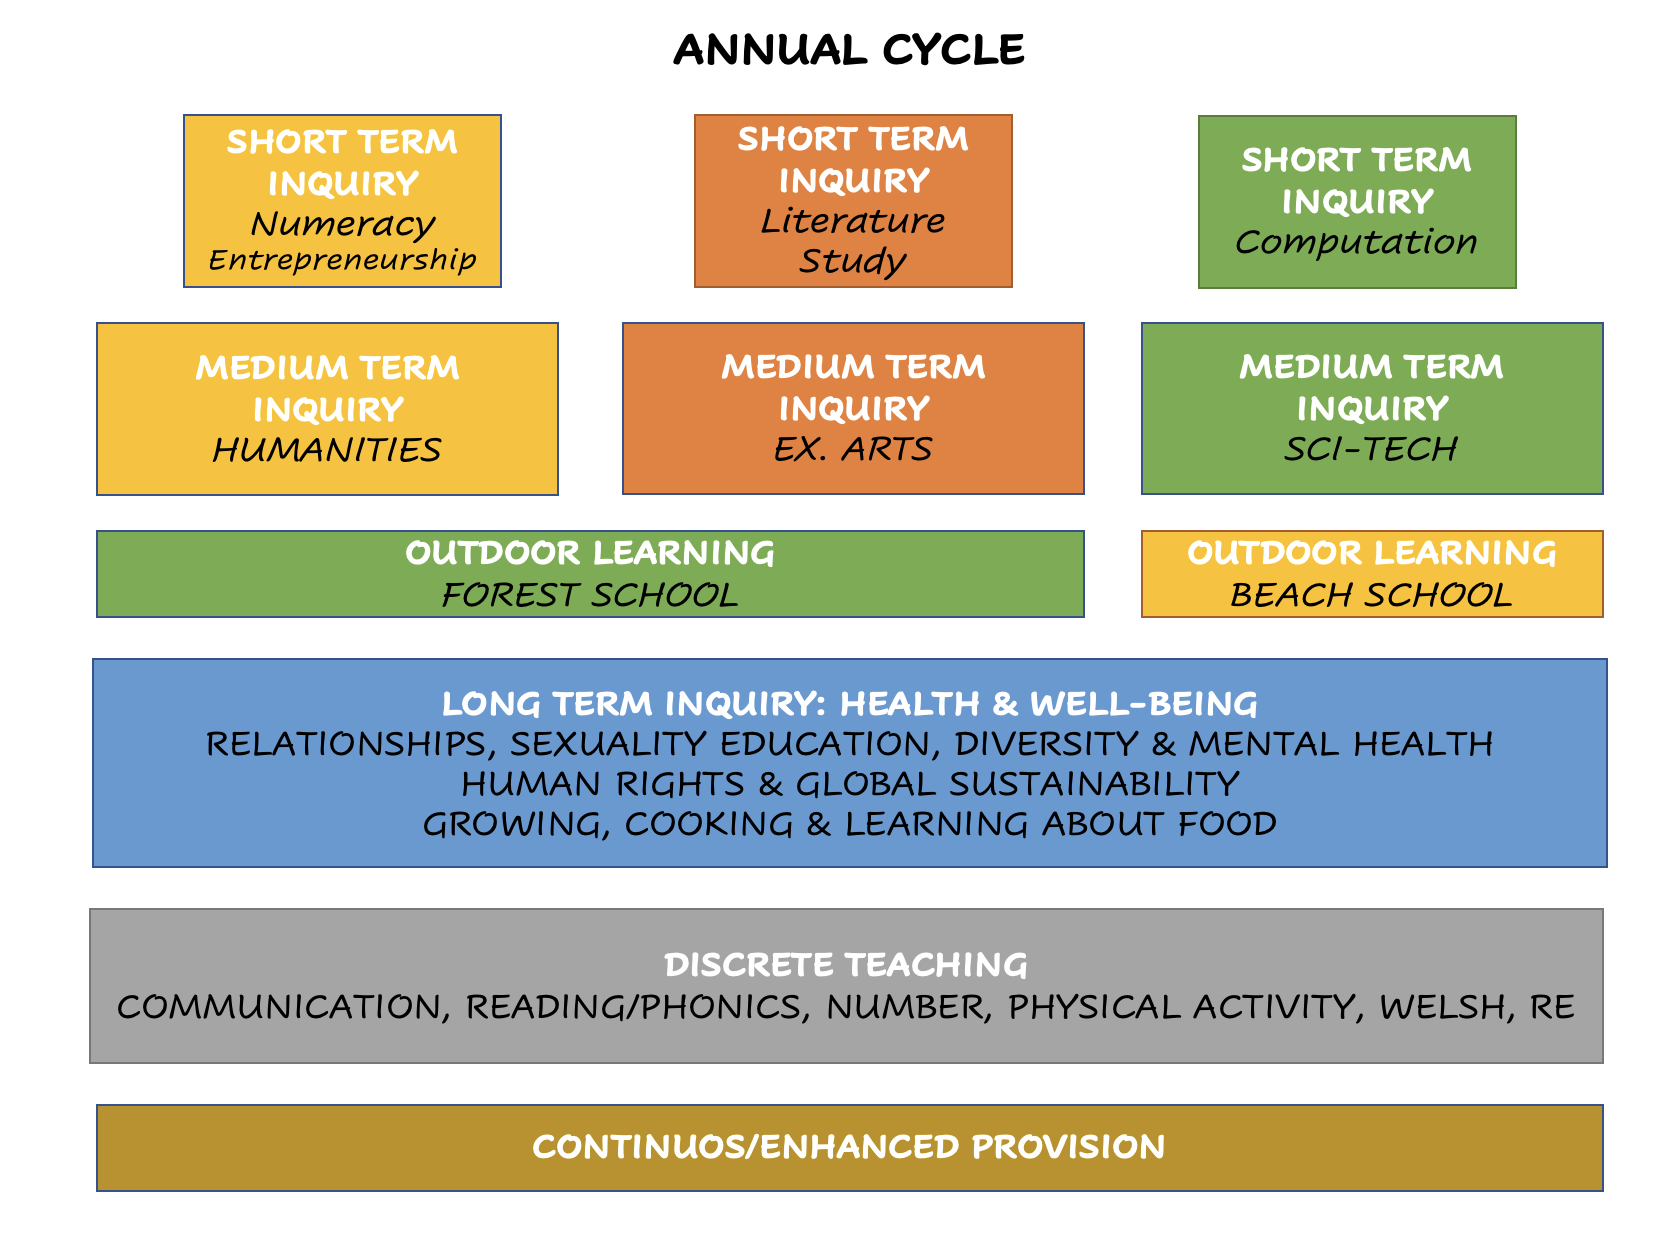 ANNUAL CYCLE
SHORT TERM
INQUIRY
Numeracy
Entrepreneurship
SHORT TERM
INQUIRY
Literature
Study
SHORT TERM
INQUIRY
Computation
MEDIUM TERM
INQUIRY
HUMANITIES
MEDIUM TERM
INQUIRY
EX. ARTS
MEDIUM TERM
INQUIRY
SCI-TECH
OUTDOOR LEARNING
FOREST SCHOOL
OUTDOOR LEARNING
BEACH SCHOOL
LONG TERM INQUIRY: HEALTH & WELL-BEING
RELATIONSHIPS, SEXUALITY EDUCATION, DIVERSITY & MENTAL HEALTH
HUMAN RIGHTS & GLOBAL SUSTAINABILITY
GROWING, COOKING & LEARNING ABOUT FOOD
DISCRETE TEACHING
COMMUNICATION, READING/PHONICS, NUMBER, PHYSICAL ACTIVITY, WELSH, RE
CONTINUOS/ENHANCED PROVISION